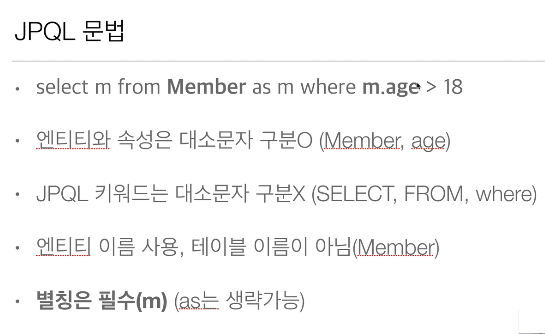 JPQL 문법
• select m from Member as m where m.age > 18
• 엔티티와 속성은 대소문자 구분O (Member, age)
• JPQL 키워드는 대소문자 구분X (SELECT, FROM, where)
• 엔티티 이름 사용, 테이블 이름이 아님(Member)
• 별칭은 필수(m) (as는 생략가능)